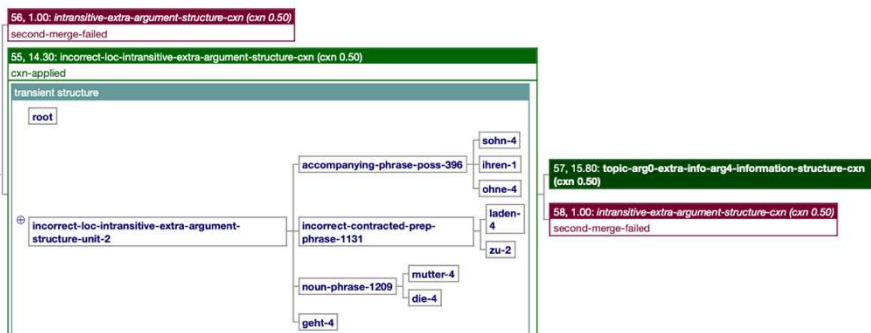 56, 1.00: intransitive-extra-argument-structure-cxn (cxn 0.50)
second-merge-failed
55, 14.30: incorrect-loc-intransitive-extra-argument-structure-cxn (cxn 0.50)
cxn-applied
transient structure
root
incorrect-loc-intransitive-extra-argument-
structure-unit-2
accompanying-phrase-poss-396
sohn-4
ihren-1
ohne-4
incorrect-contracted-prep-
phrase-1131
laden-
4
zu-2
noun-phrase-1209
mutter-4
die-4
geht-4
57, 15.80: topic-arg0-extra-info-arg4-information-structure-cxn
(cxn 0.50)
58, 1.00: intransitive-extra-argument-structure-cxn (cxn 0.50)
second-merge-failed